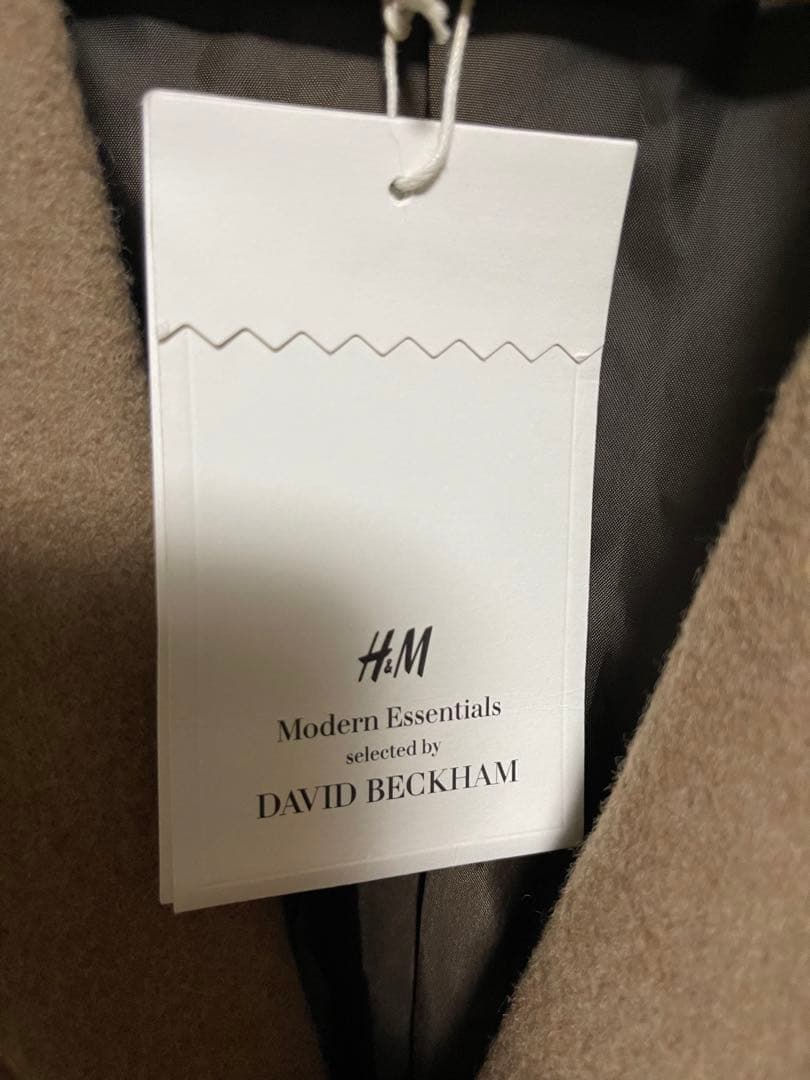 H&M
Modern Essentials
selected by
DAVID BECKHAM